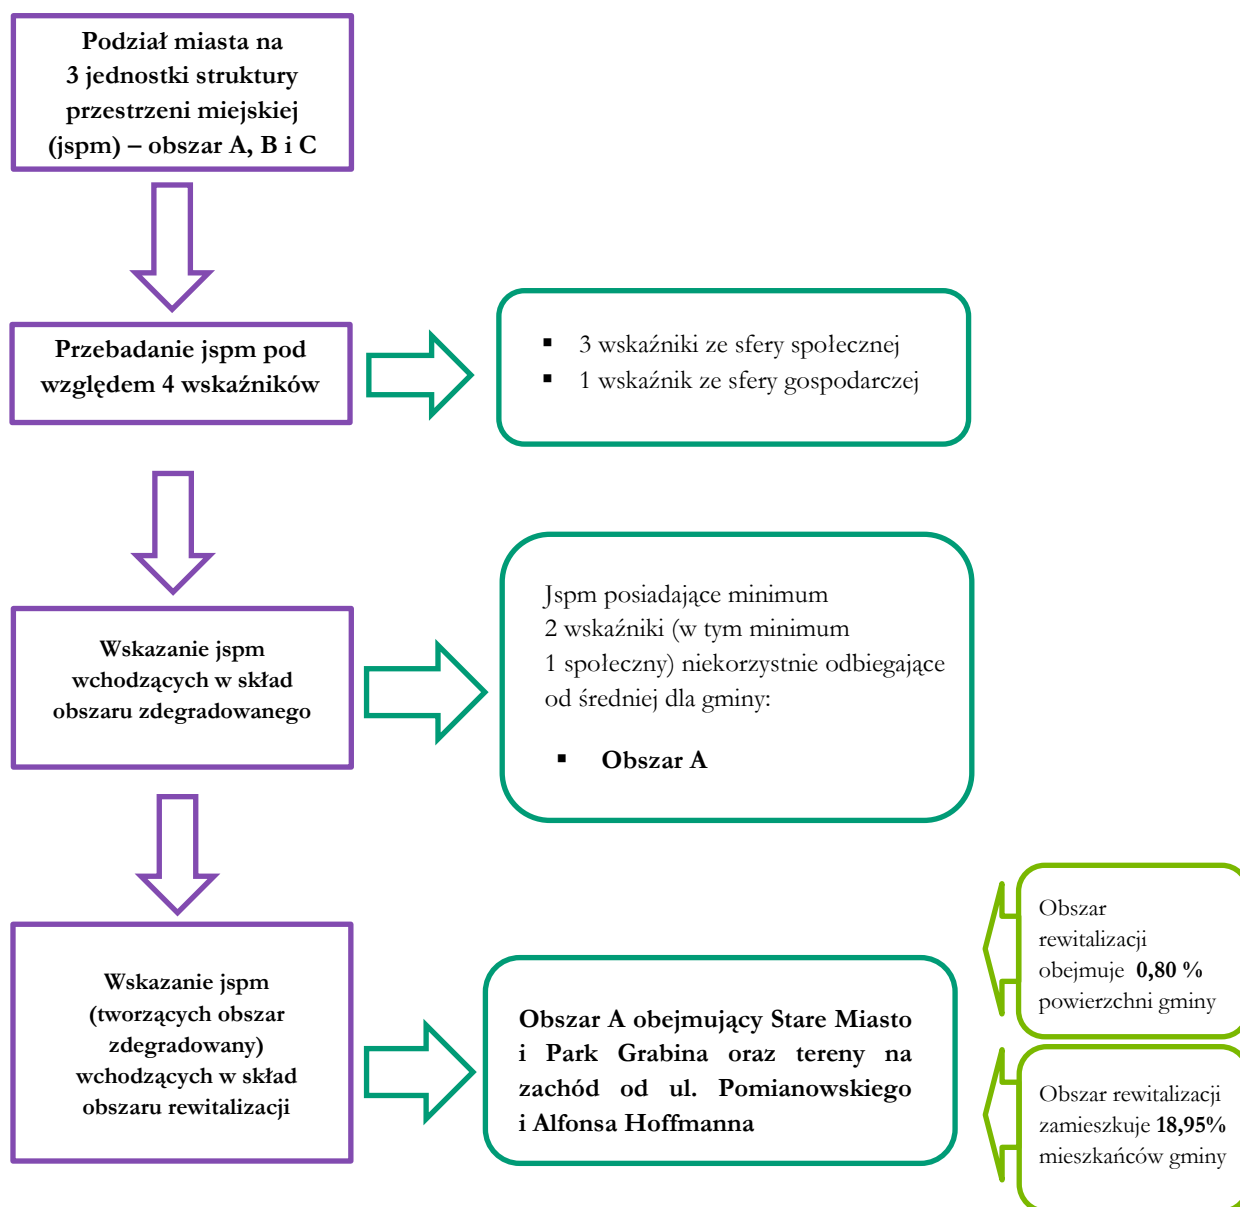 Podział miasta na
3 jednostki struktury
przestrzeni miejskiej
(jspm) – obszar A, B i C
Przebadanie jspm pod
względem 4 wskaźników
▪ 3 wskaźniki ze sfery społecznej
▪ 1 wskaźnik ze sfery gospodarczej
Wskazanie jspm
wchodzących w skład
obszaru zdegradowanego
Jspm posiadające minimum
2 wskaźniki (w tym minimum
1 społeczny) niekorzystnie odbiegające
od średniej dla gminy:
▪ Obszar A
Wskazanie jspm
(tworzących obszar
zdegradowany)
wchodzących w skład
obszaru rewitalizacji
Obszar A obejmujący Stare Miasto
i Park Grabina oraz tereny na
zachód od ul. Pomianowskiego
i Alfonsa Hoffmanna
Obszar
rewitalizacji
obejmuje 0,80 %
powierzchni gminy
Obszar rewitalizacji
zamieszkuje 18,95%
mieszkańców gminy